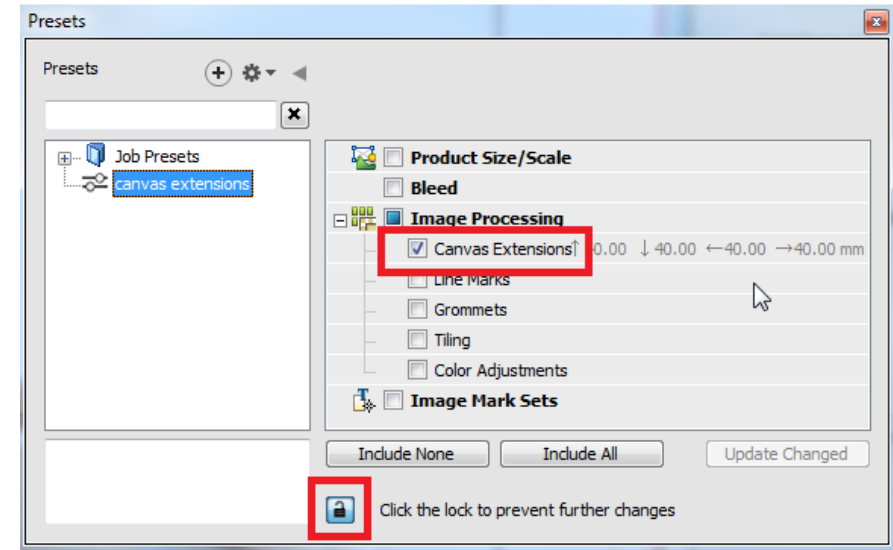 Presets
Presets
Job Presets
canvas extensions
Product Size/Scale
Bleed
Image Processing
Canvas Extensions↑ 0.00 ↓ 40.00 ←40.00 →40.00 mm
Line Marks
Grommets
Tiling
Color Adjustments
Image Mark Sets
Include None Include All Update Changed
Click the lock to prevent further changes